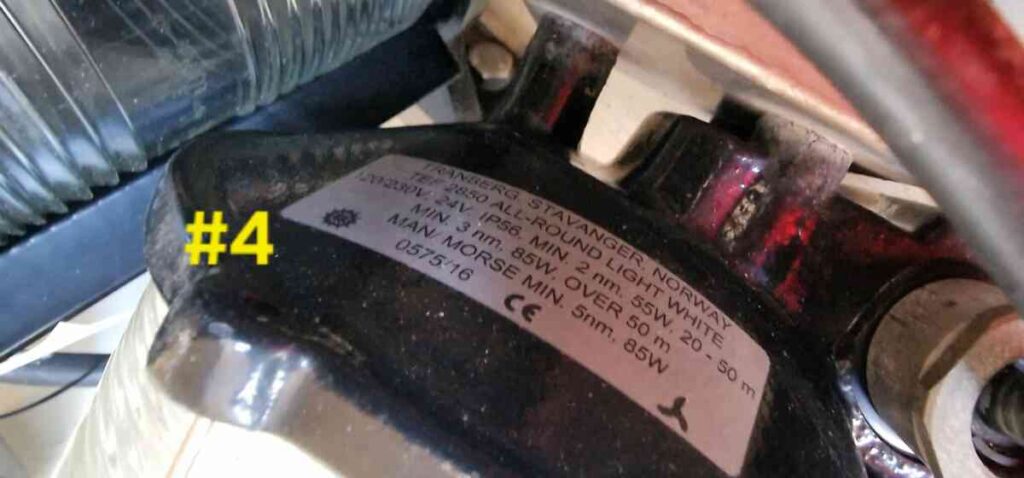 #4
TRANBERG, STAVANGER, NORWAY
TEF 2850 ALL-ROUND LIGHT WHITE
120/230V, 24V, IP56, MIN. 2 nm, 55W, 20 - 50 m
MIN. 3 nm, 85W, OVER 50 m
MAN. MORSE MIN. 5nm, 85W
0575/16
CE